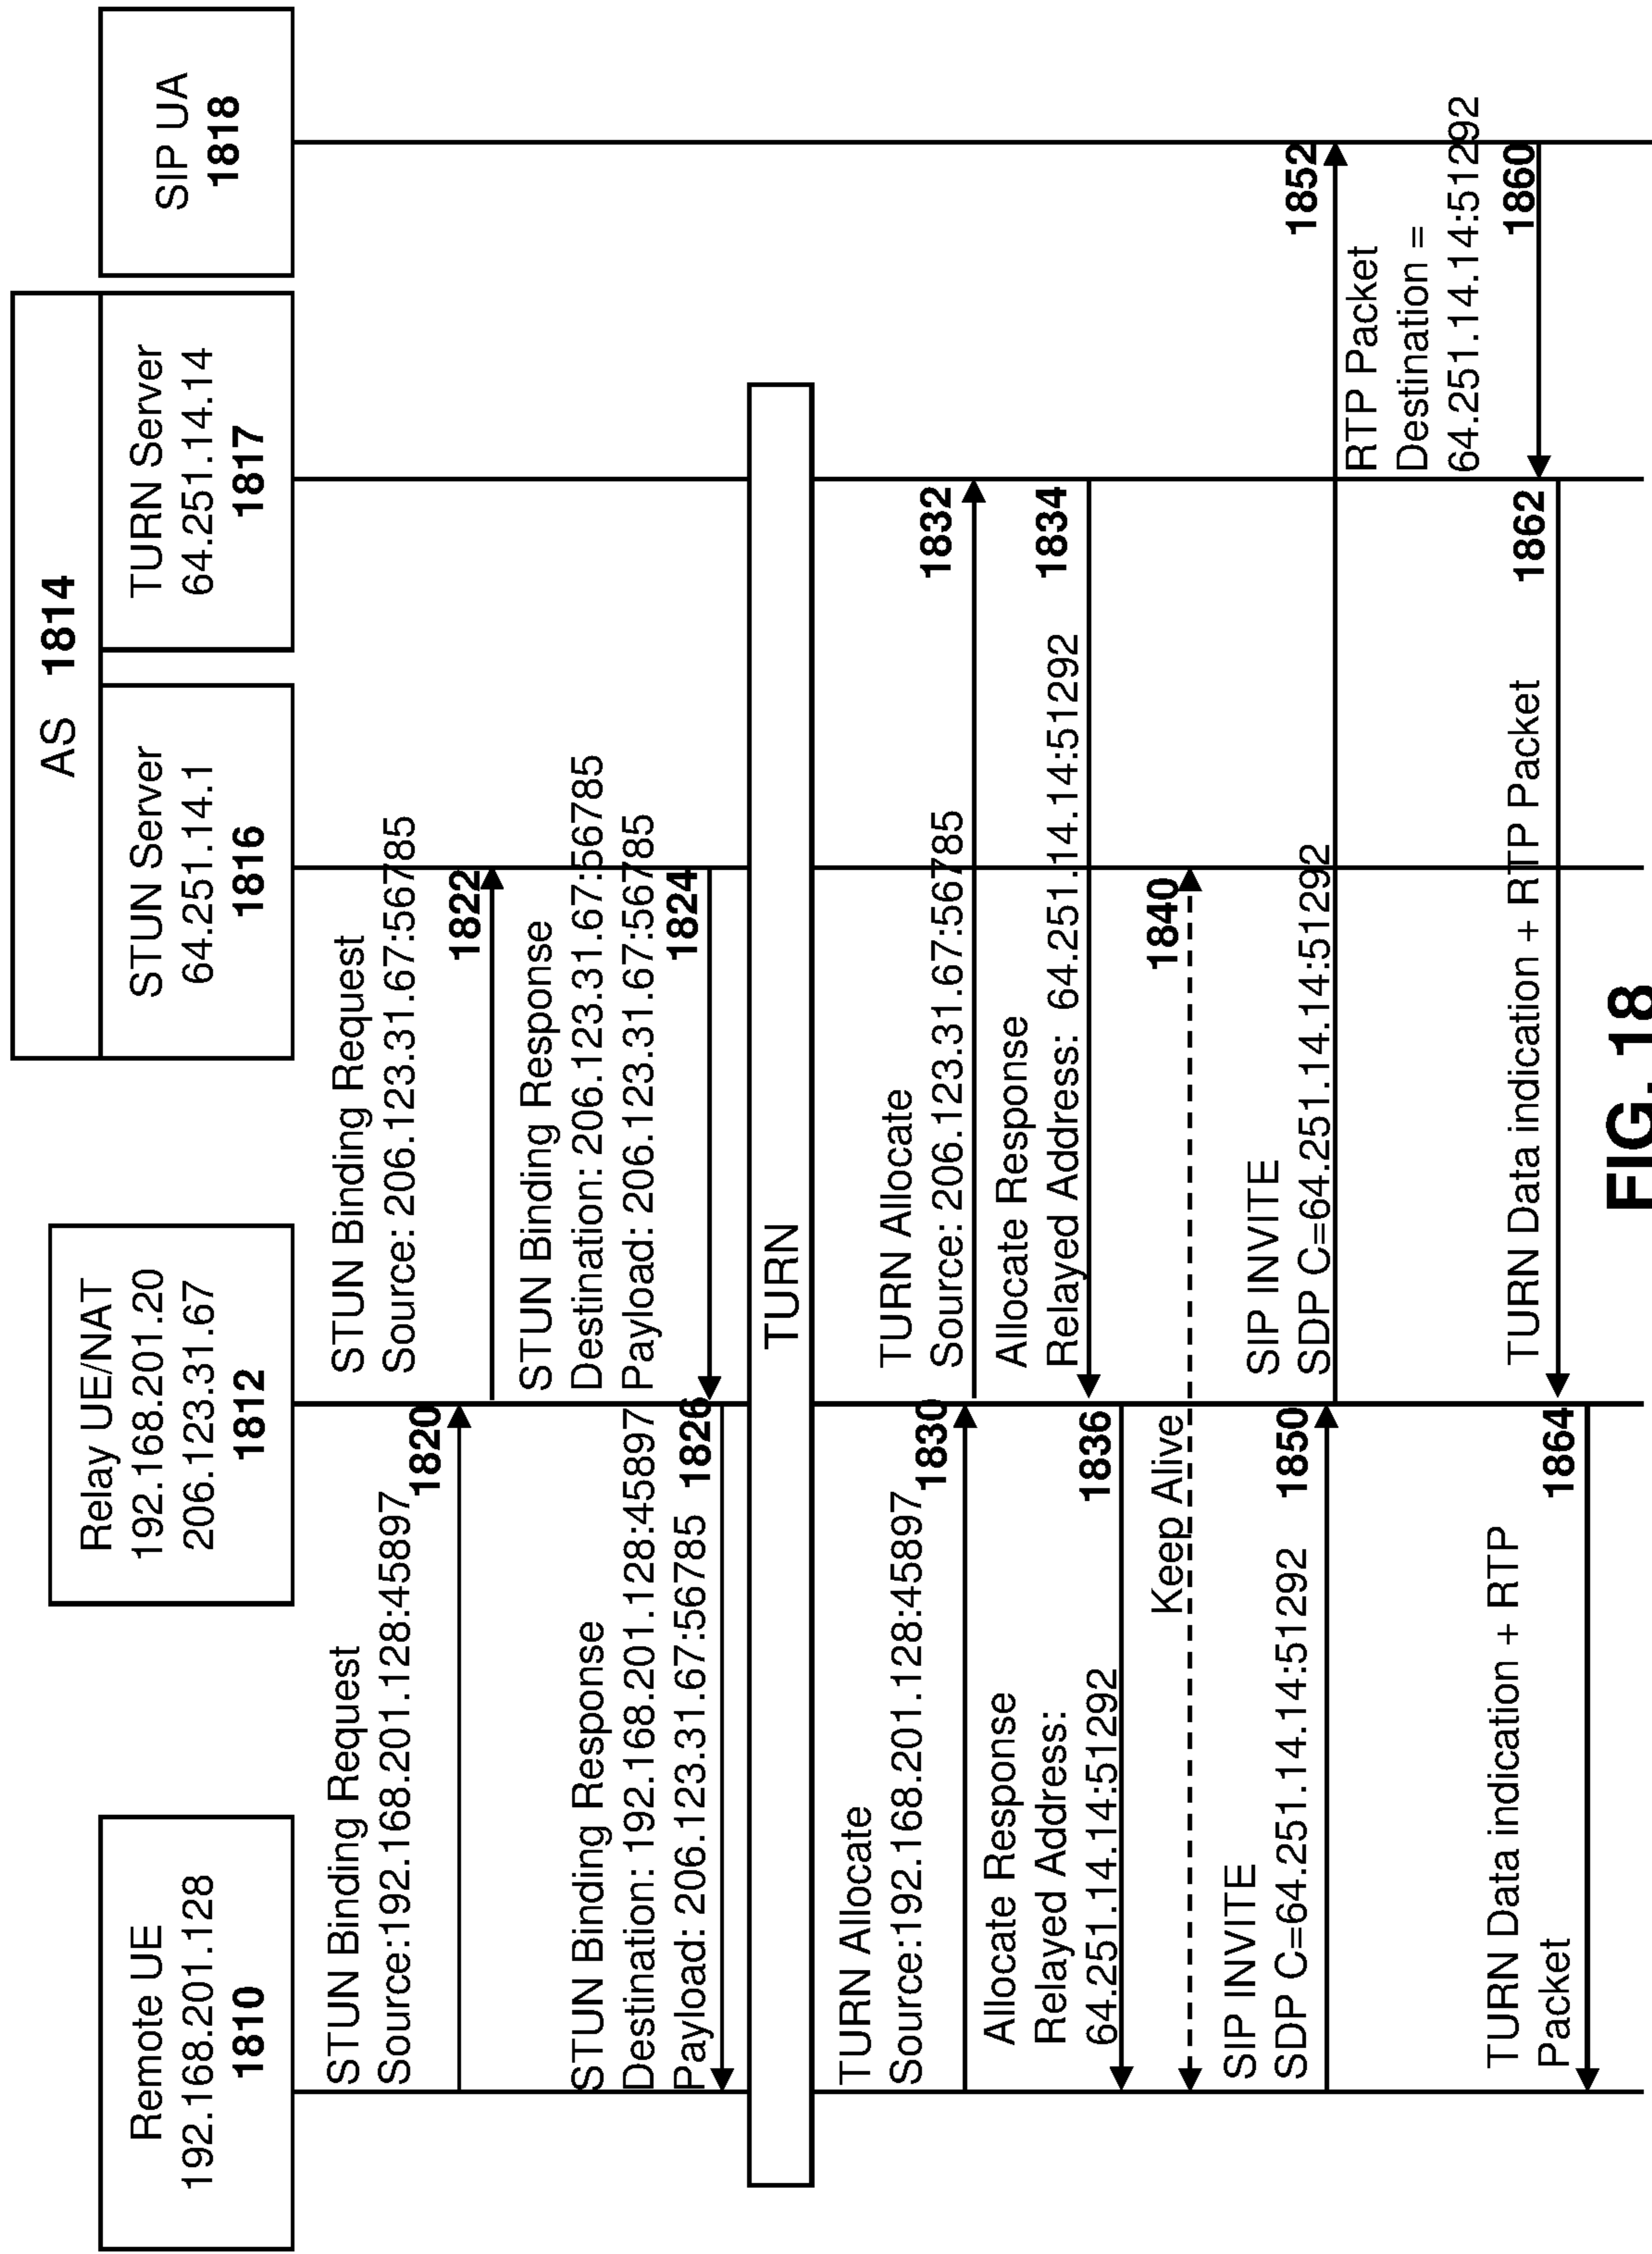 AS 1814
Remote UE
192.168.201.128
1810
Relay UE/NAT
192.168.201.20
206.123.31.67
1812
STUN Server
64.251.14.1
1816
TURN Server
64.251.14.14
1817
SIP UA
1818
STUN Binding Request
Source:192.168.201.128:45897
1820
STUN Binding Request
Source: 206.123.31.67:56785
1822
STUN Binding Response
Destination: 206.123.31.67:56785
Payload: 206.123.31.67:56785
1824
STUN Binding Response
Destination: 192.168.201.128:45897
Payload: 206.123.31.67:56785 1826
TURN
TURN Allocate
Source:192.168.201.128:45897
1830
TURN Allocate
Source: 206.123.31.67:56785
1832
Allocate Response
Relayed Address: 64.251.14.14:51292
1834
Allocate Response
Relayed Address:
64.251.14.14:51292
1836
Keep Alive
1840
SIP INVITE
SDP C=64.251.14.14:51292 1850
SIP INVITE
SDP C=64.251.14.14:51292
1852
RTP Packet
Destination =
64.251.14.14:51292
1860
TURN Data indication + RTP Packet
1862
TURN Data indication + RTP
Packet
1864
FIG. 18